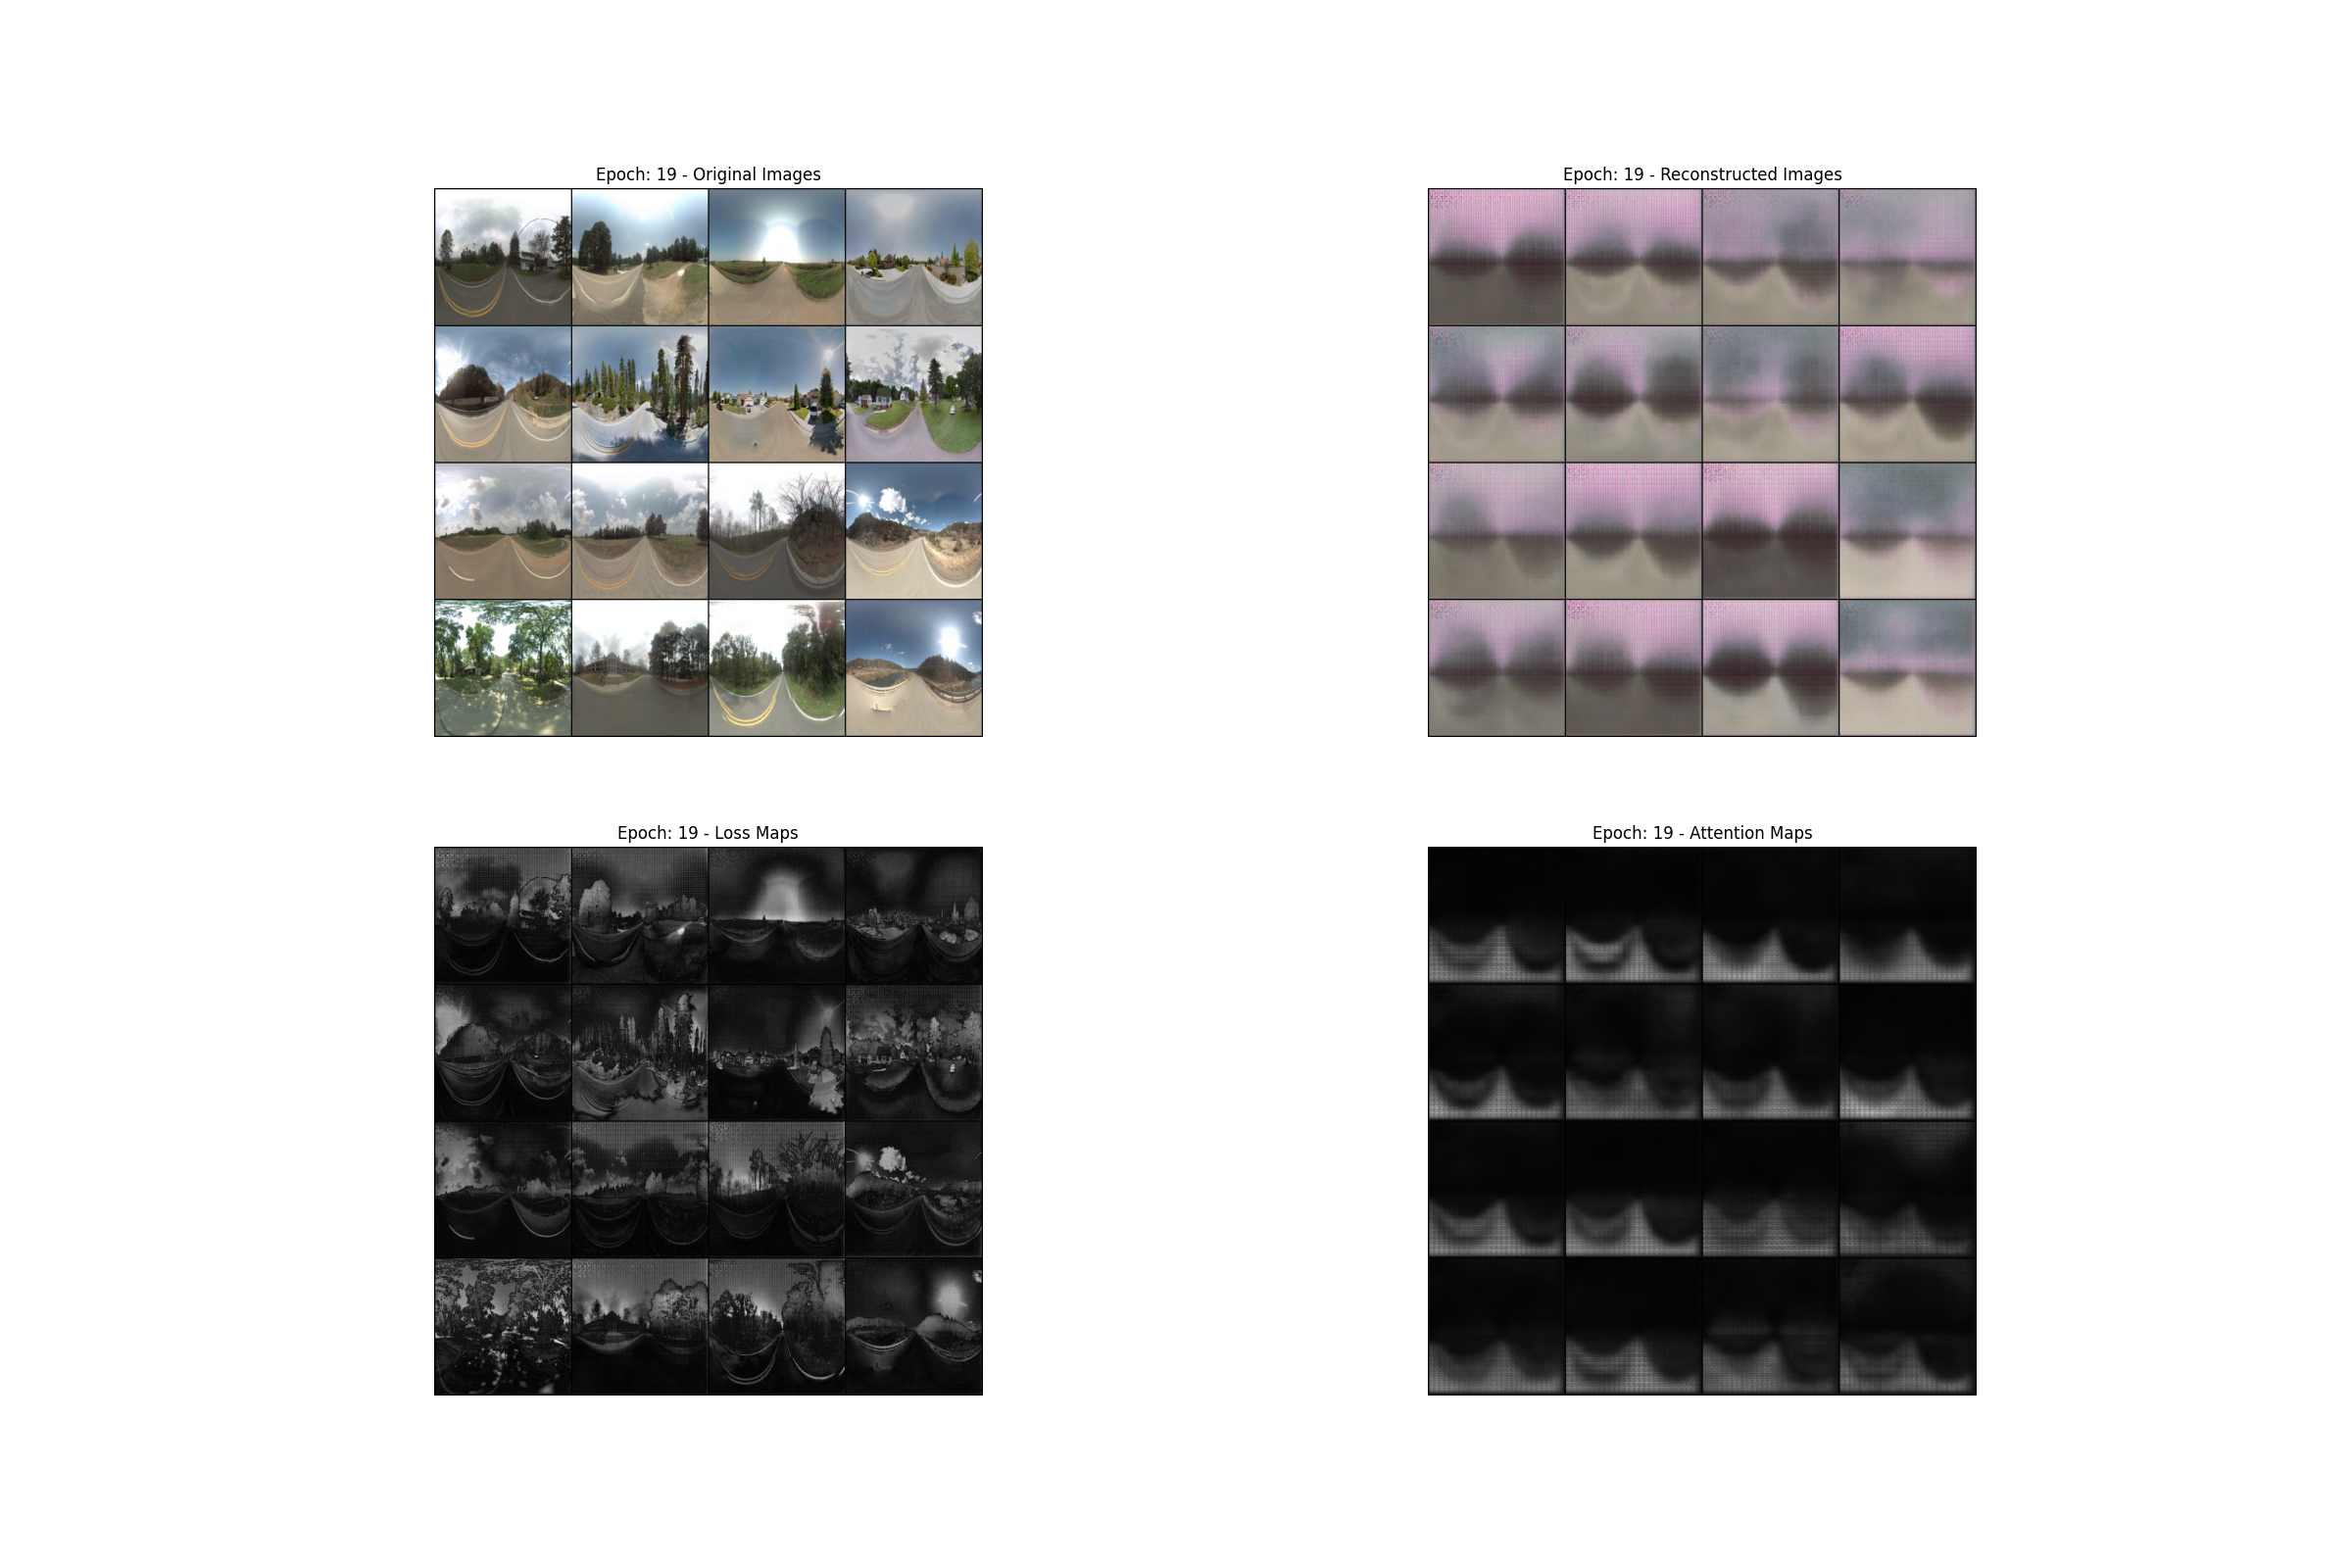 Epoch: 19 - Original Images
Epoch: 19 - Reconstructed Images
Epoch: 19 - Loss Maps
Epoch: 19 - Attention Maps